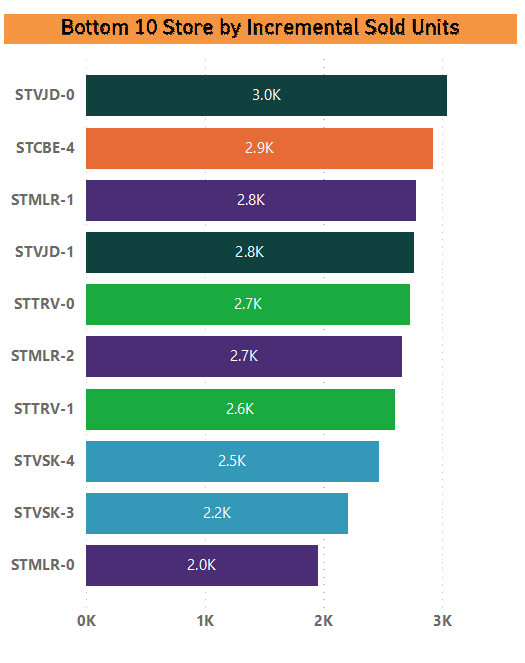 Bottom 10 Store by Incremental Sold Units
STVJD-0 3.0K
STCBE-4 2.9K
STMLR-1 2.8K
STVJD-1 2.8K
STTRV-0 2.7K
STMLR-2 2.7K
STTRV-1 2.6K
STVSK-4 2.5K
STVSK-3 2.2K
STMLR-0 2.0K
0K 1K 2K 3K